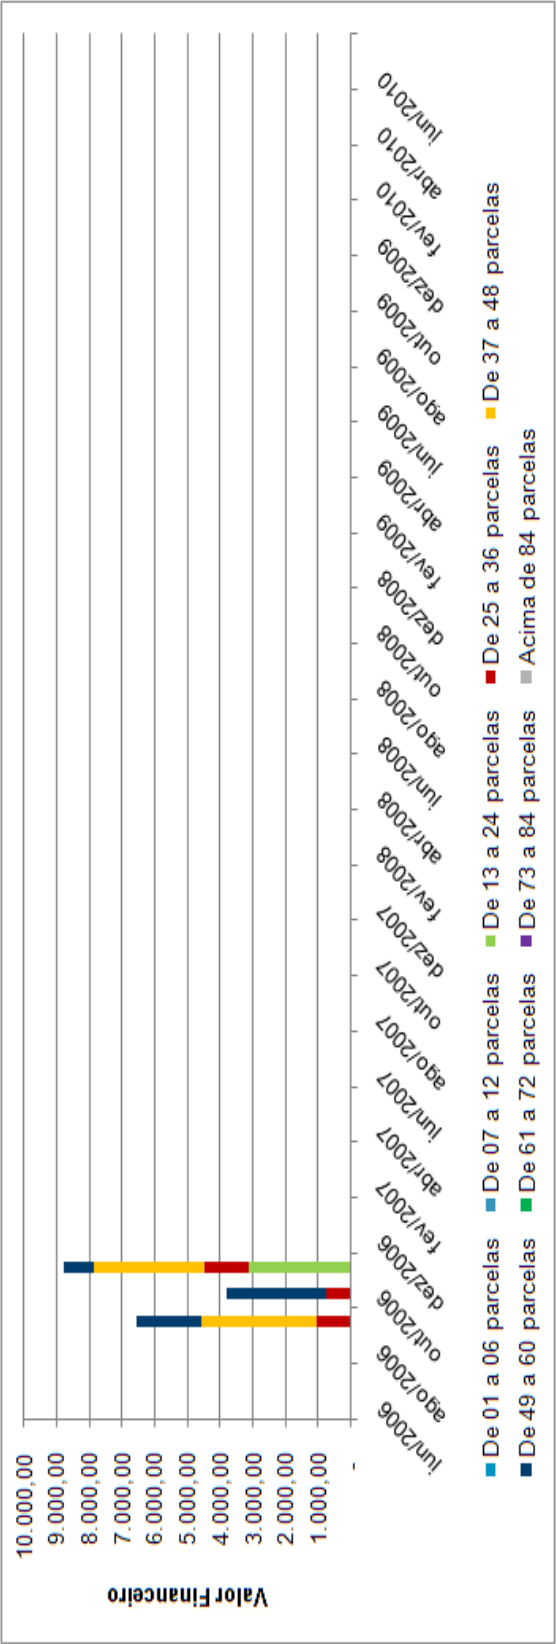 Valor Financeiro
10.000,00
9.000,00
8.000,00
7.000,00
6.000,00
5.000,00
4.000,00
3.000,00
2.000,00
1.000,00
-
jun/2006
ago/2006
out/2006
dez/2006
fev/2007
abr/2007
jun/2007
ago/2007
out/2007
dez/2007
fev/2008
abr/2008
jun/2008
ago/2008
out/2008
dez/2008
fev/2009
abr/2009
jun/2009
ago/2009
out/2009
dez/2009
fev/2010
abr/2010
jun/2010
De 01 a 06 parcelas De 07 a 12 parcelas De 13 a 24 parcelas De 25 a 36 parcelas De 37 a 48 parcelas
De 49 a 60 parcelas De 61 a 72 parcelas De 73 a 84 parcelas Acima de 84 parcelas